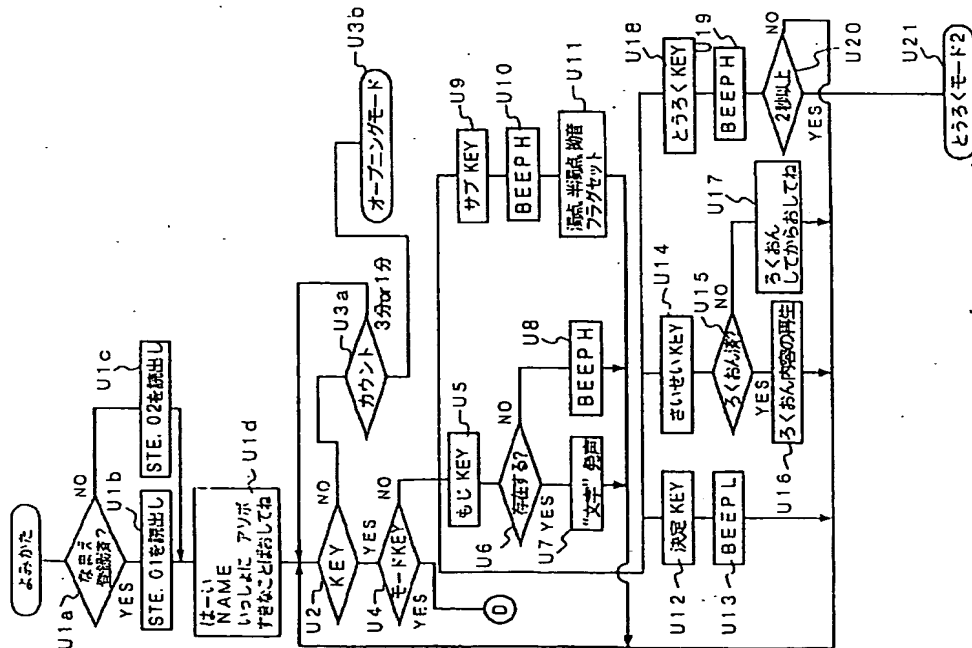 よみかた
U1a
なまえ
登録済?
YES
NO
U1b
STE.01を読出し
U1c
STE.02を読出し
U1d
はーい
NAME
いっしょに アソボ
すきなことばおしてね
U2
KEY
NO
YES
U3a
カウント
3分or1分
U3b
オープニングモード
U4
モードKEY
NO
YES
D
U5
もじKEY
U6
存在する?
NO
YES
U7
"文字" 発声
U8
BEEP H
U9
サブKEY
U10
BEEP H
U11
濁点 半濁点 拗音
フラグセット
U12
決定KEY
U13
BEEP L
U14
さいせいKEY
U15
ろくおん済?
NO
YES
U16
ろくおん内容の再生
U17
ろくおん
してからおしてね
U18
とうろくKEY
U19
BEEP H
U20
2秒以上
NO
YES
U21
とうろくモード2